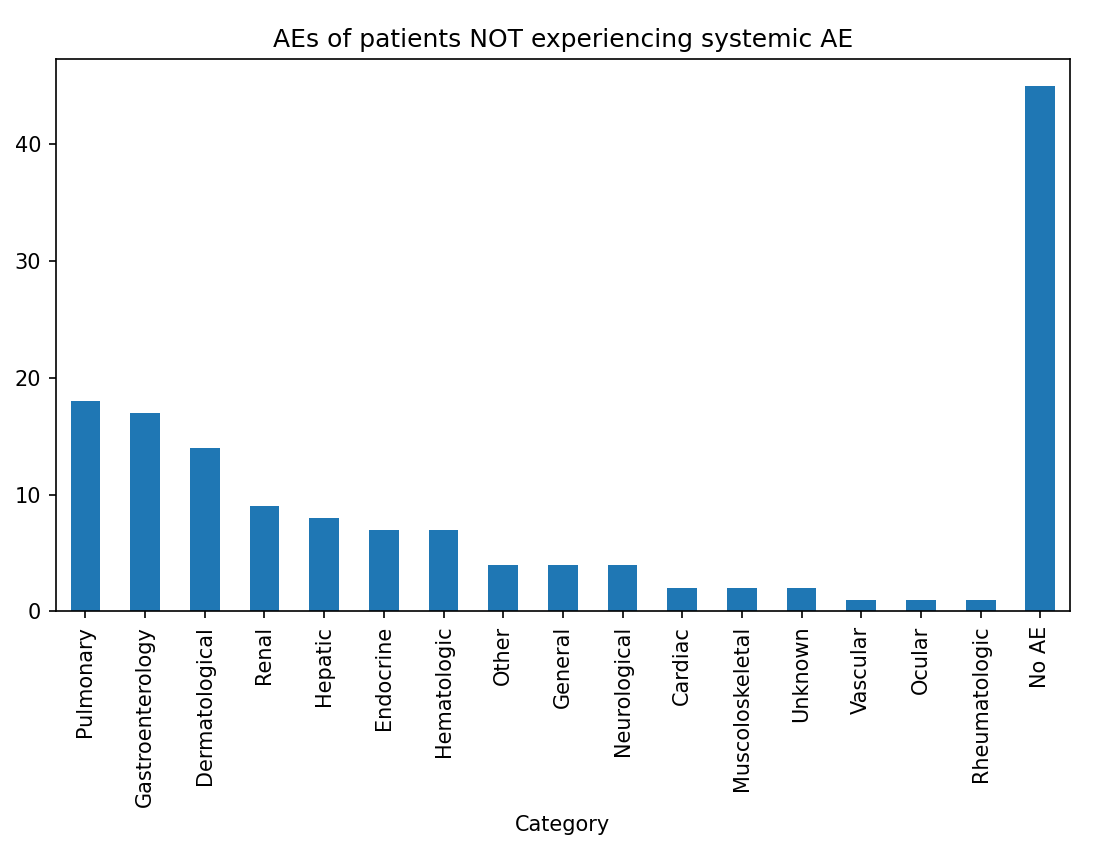 AEs of patients NOT experiencing systemic AE
40
30
20
10
0
Pulmonary
Gastroenterology
Dermatological
Renal
Hepatic
Endocrine
Hematologic
Other
General
Neurological
Cardiac
Muscoloskeletal
Unknown
Vascular
Ocular
Rheumatologic
No AE
Category